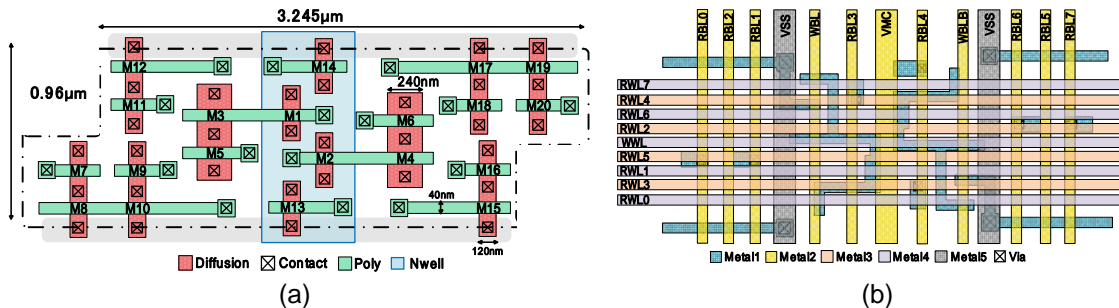 3.245µm
0.96µm
240nm
M12 M14 M17 M19
M11 M3 M1 M6 M18 M20
M5 M2 M4
M7 M9 M16
M8 M10 M13 40nm M15
120nm
Diffusion Contact Poly Nwell
(a)
RBL0 RBL2 RBL1 VSS WBL RBL3 VMC RBL4 WBLB VSS RBL6 RBL5 RBL7
RWL7
RWL4
RWL6
RWL2
WWL
RWL5
RWL1
RWL3
RWL0
Metal1 Metal2 Metal3 Metal4 Metal5 Via
(b)